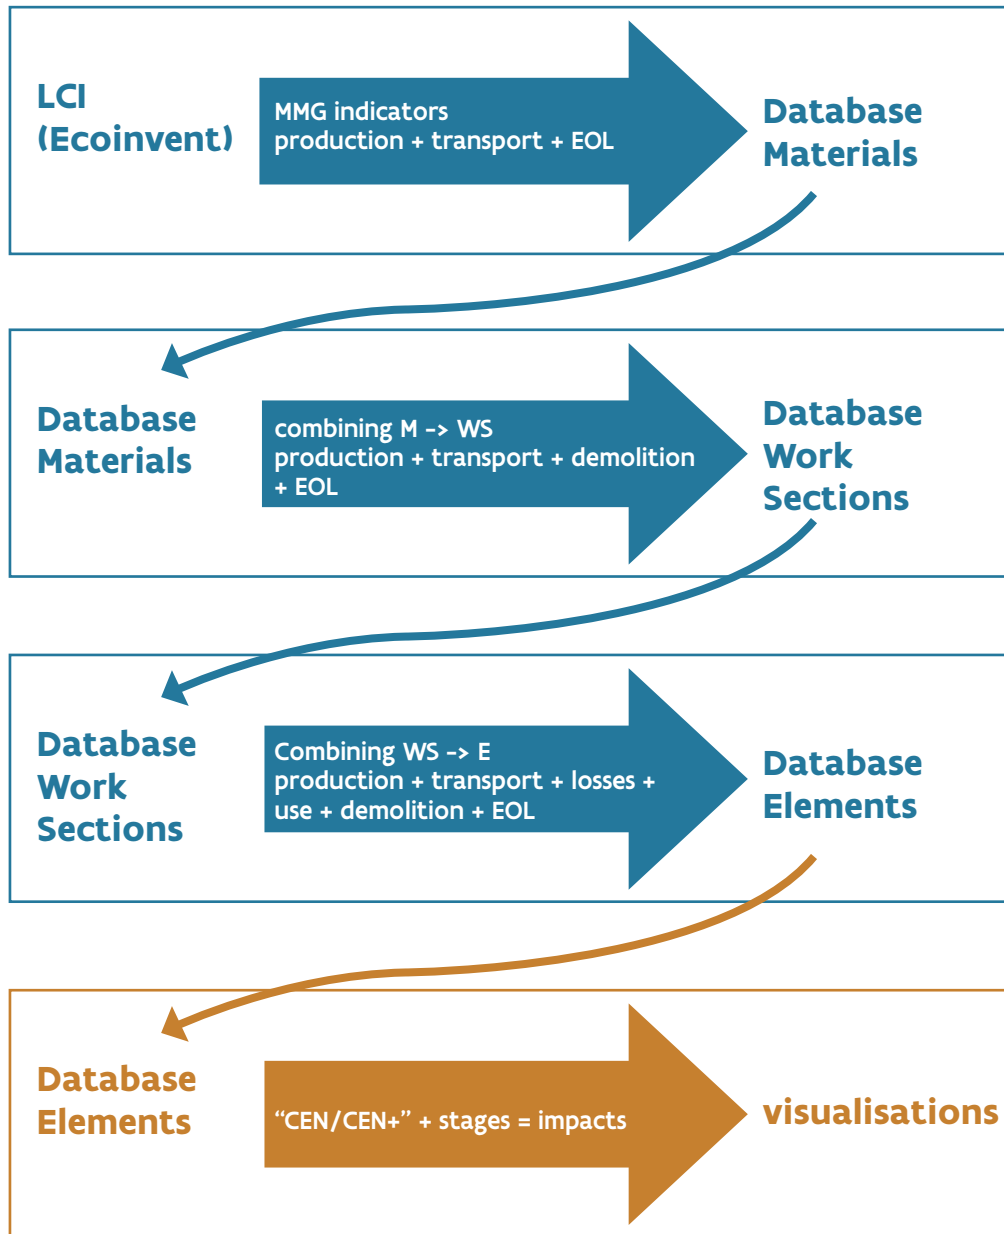 LCI
(Ecoinvent)
MMG indicators
production + transport + EOL
Database
Materials
Database
Materials
combining M -> WS
production + transport + demolition
+ EOL
Database
Work
Sections
Database
Work
Sections
Combining WS -> E
production + transport + losses +
use + demolition + EOL
Database
Elements
Database
Elements
“CEN/CEN+” + stages = impacts
visualisations